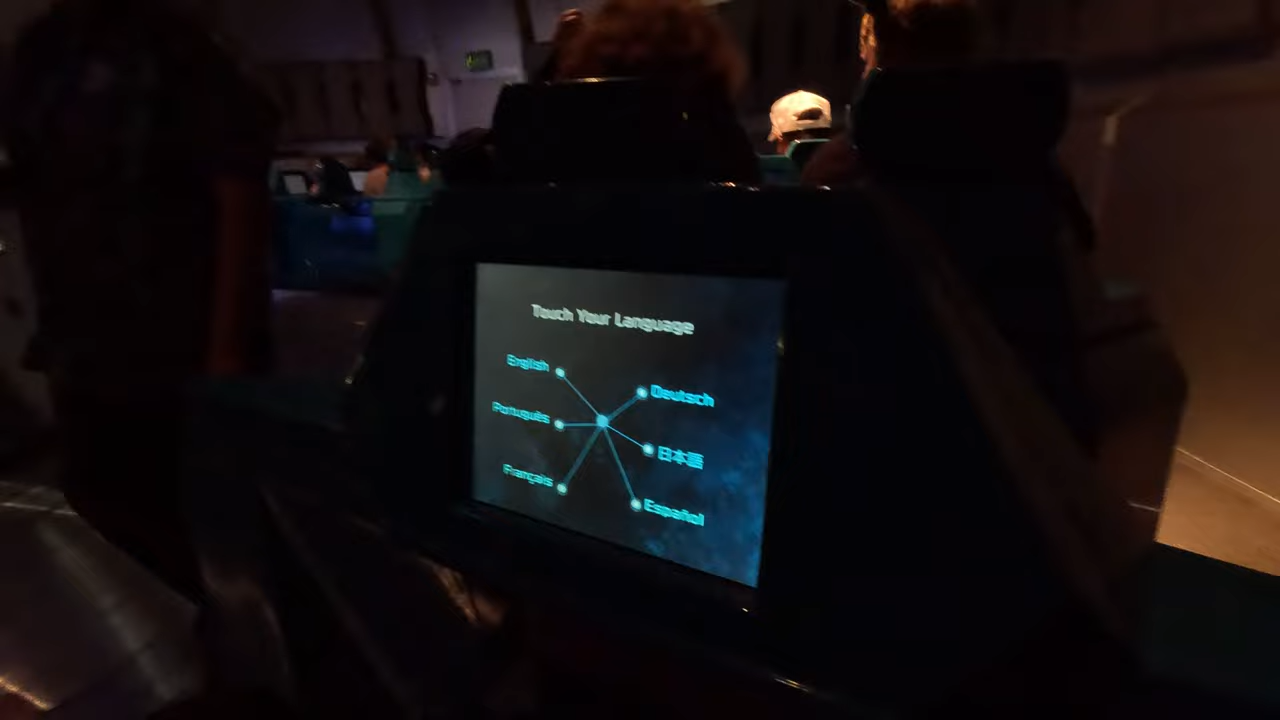 Touch Your Language
English
Deutsch
Português
日本語
Français
Español